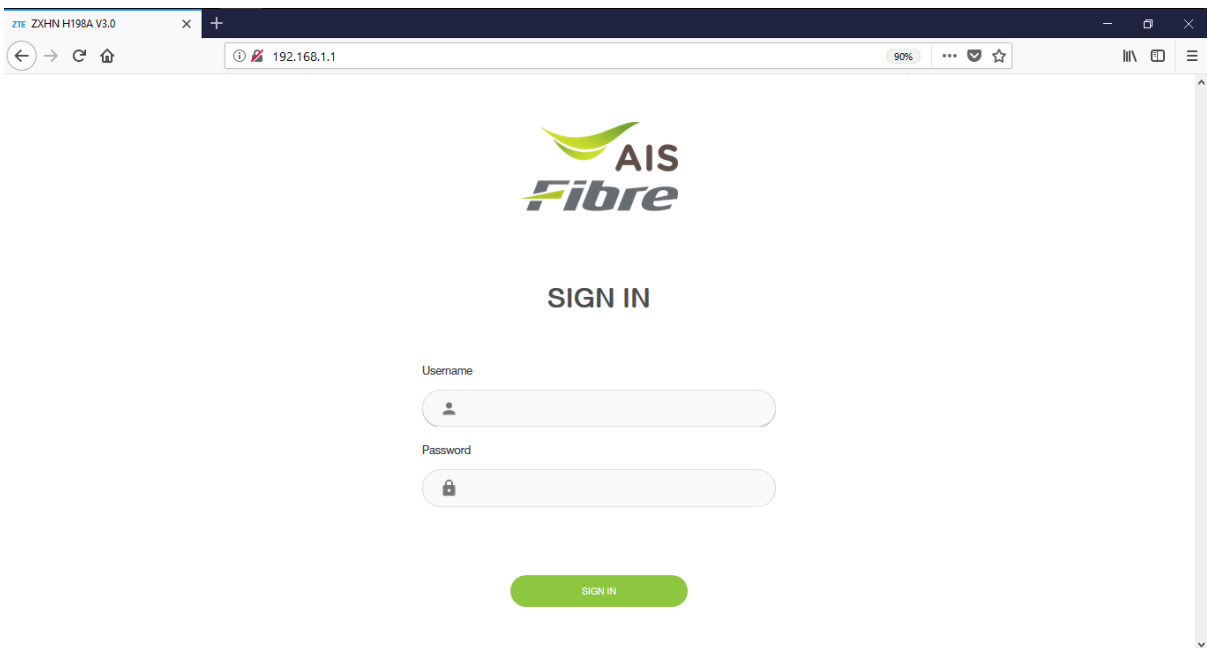 ZTE ZXHN H198A V3.0
192.168.1.1
90%
AIS
Fibre
SIGN IN
Username
Password
SIGN IN